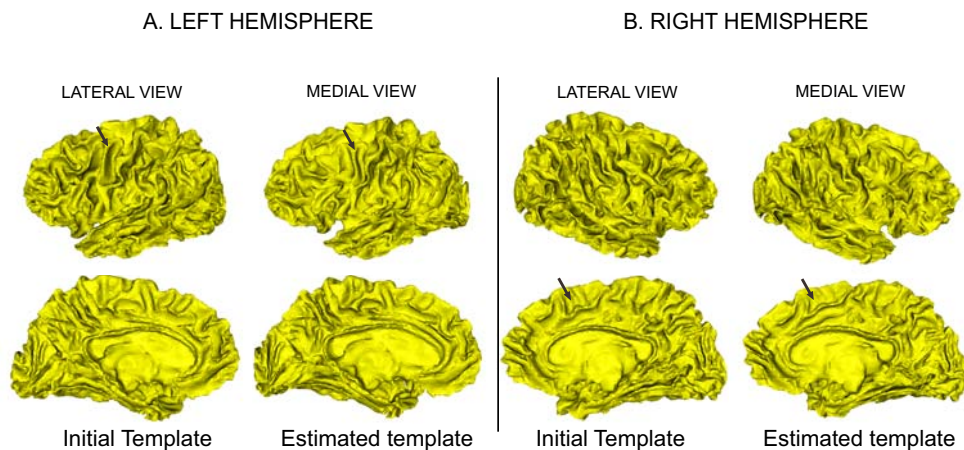 A. LEFT HEMISPHERE
B. RIGHT HEMISPHERE
LATERAL VIEW
MEDIAL VIEW
LATERAL VIEW
MEDIAL VIEW
Initial Template
Estimated template
Initial Template
Estimated template